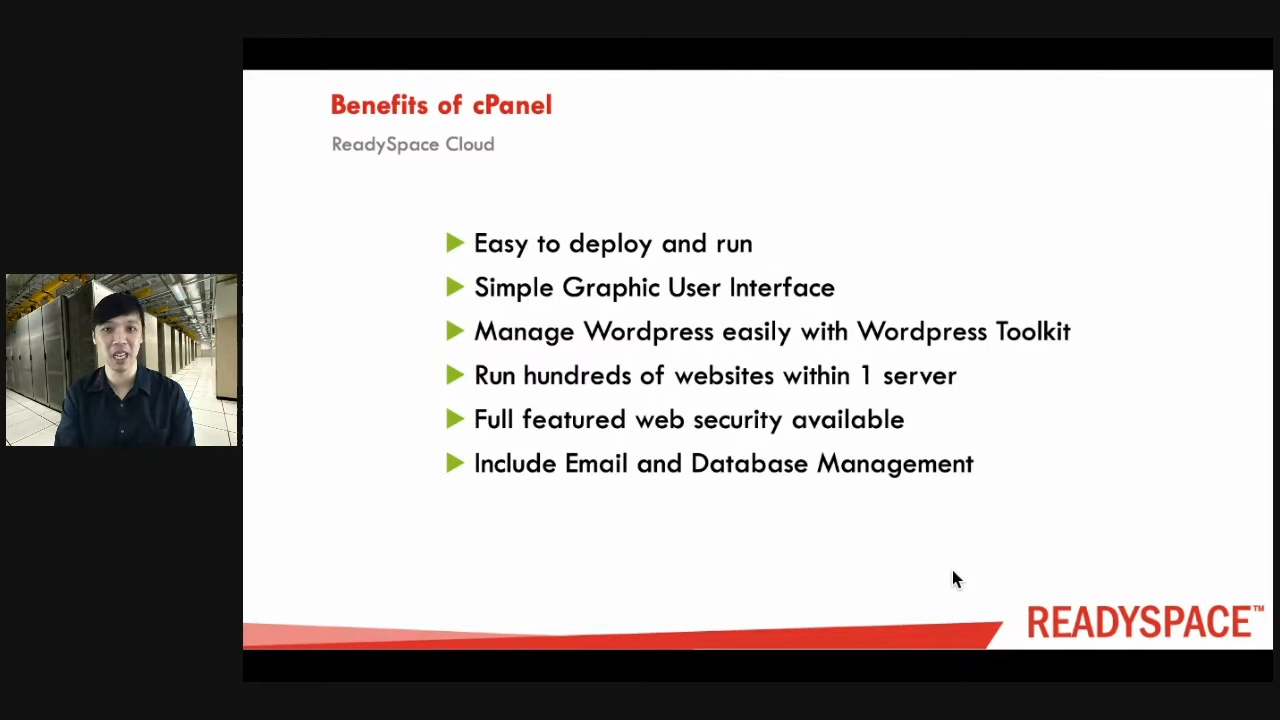 Benefits of cPanel
ReadySpace Cloud
Easy to deploy and run
Simple Graphic User Interface
Manage Wordpress easily with Wordpress Toolkit
Run hundreds of websites within 1 server
Full featured web security available
Include Email and Database Management
READYSPACE™